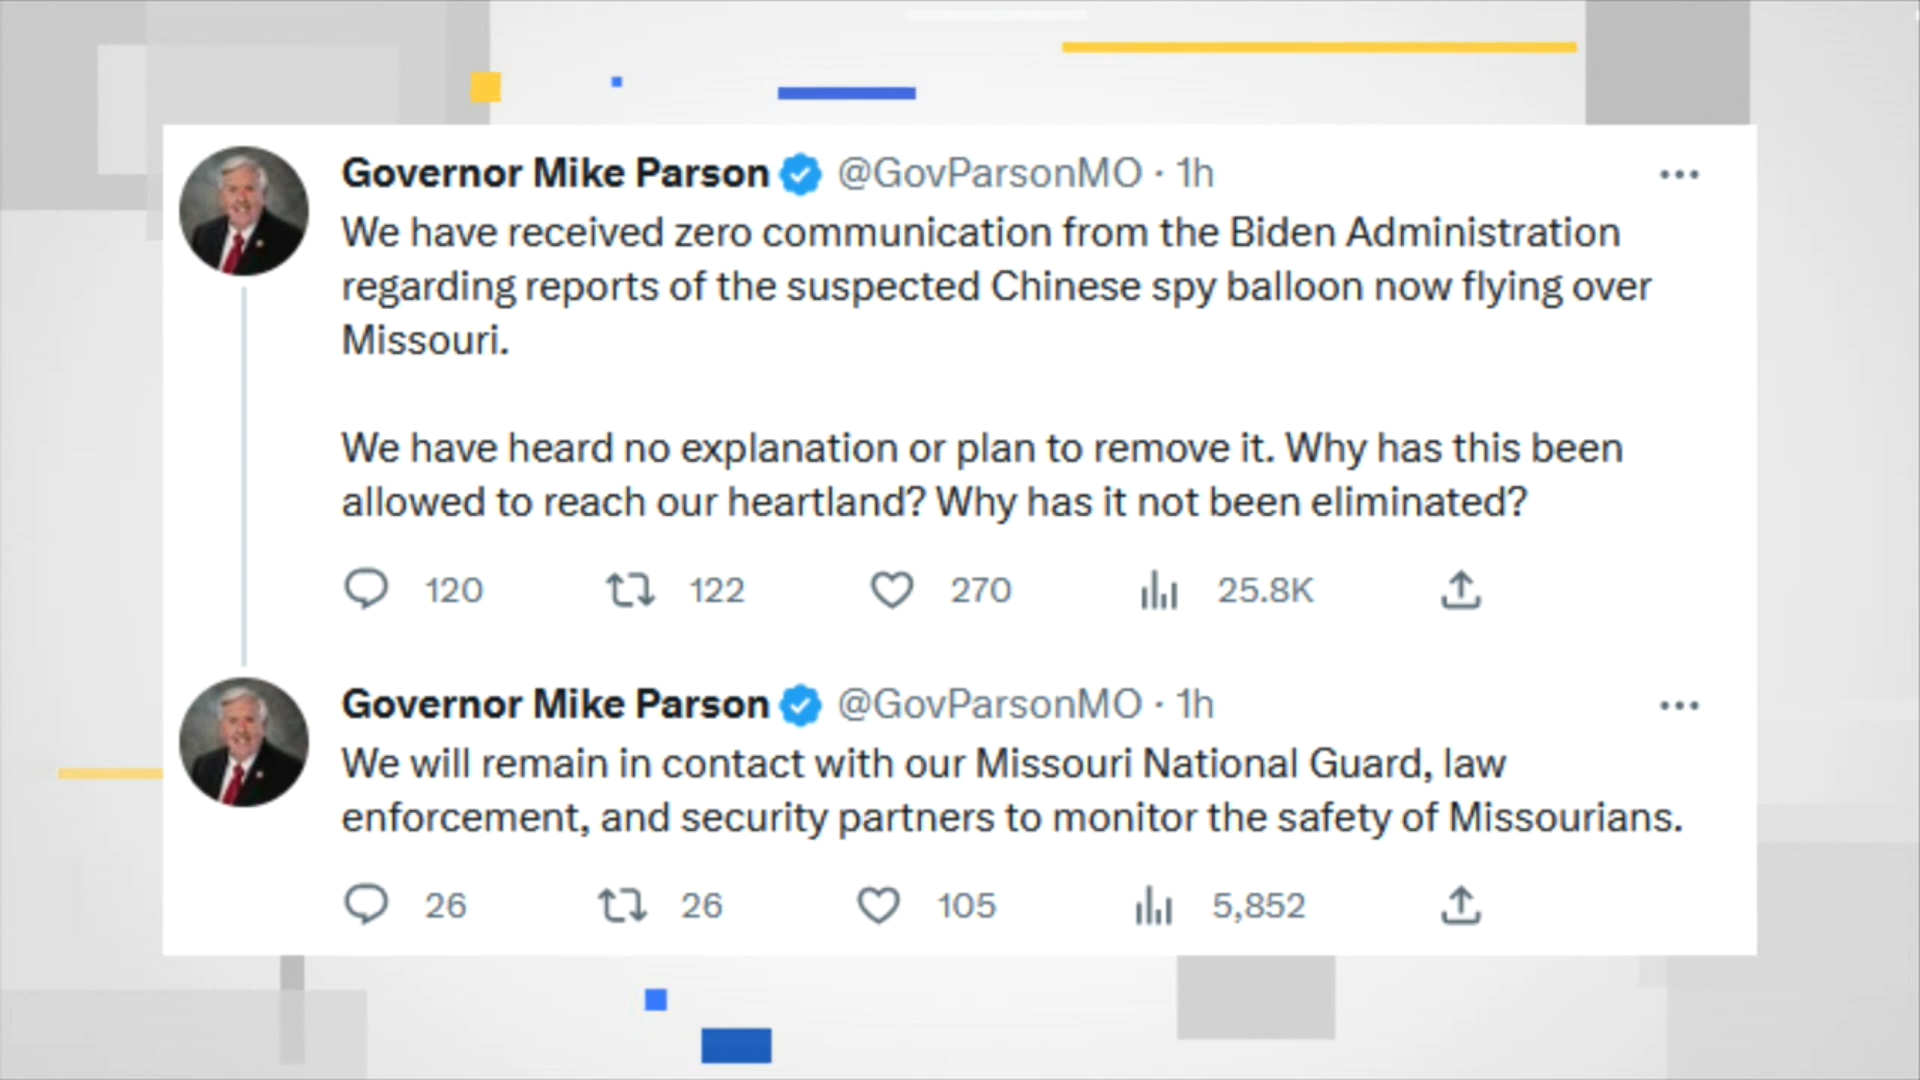 Governor Mike Parson @GovParsonMO · 1h
We have received zero communication from the Biden Administration
regarding reports of the suspected Chinese spy balloon now flying over
Missouri.
We have heard no explanation or plan to remove it. Why has this been
allowed to reach our heartland? Why has it not been eliminated?
120 122 270 25.8K
Governor Mike Parson @GovParsonMO · 1h
We will remain in contact with our Missouri National Guard, law
enforcement, and security partners to monitor the safety of Missourians.
26 26 105 5,852